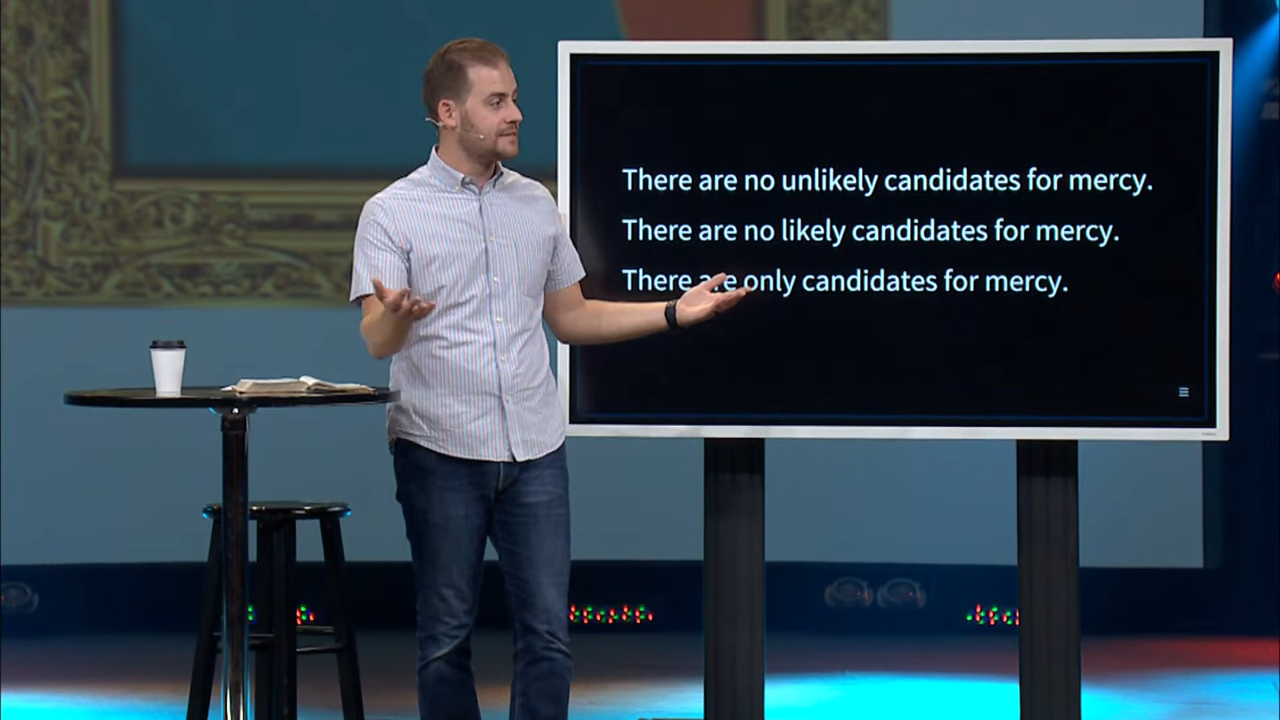 There are no unlikely candidates for mercy.
There are no likely candidates for mercy.
There are only candidates for mercy.